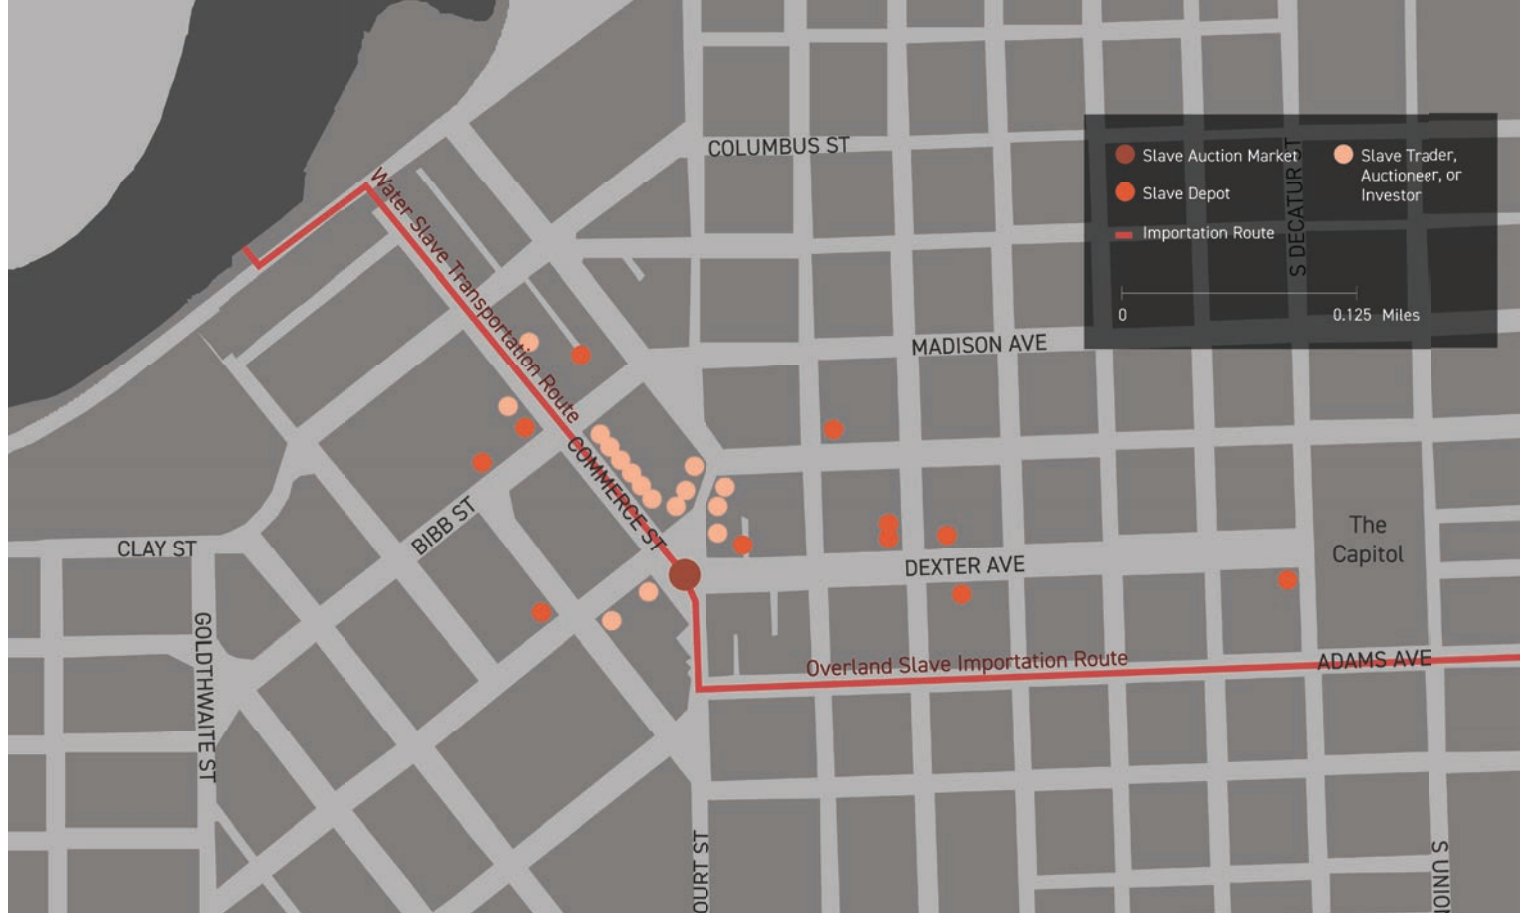 COLUMBUS ST
Slave Auction Market
Slave Depot
Importation Route
Slave Trader,
Auctioneer, or
Investor
0
0.125 Miles
S DECATUR ST
Water Slave Transportation Route
MADISON AVE
COMMERCE ST
BIBB ST
CLAY ST
The
Capitol
DEXTER AVE
GOLDTHWAITE ST
Overland Slave Importation Route
ADAMS AVE
OURT ST
S UNIO